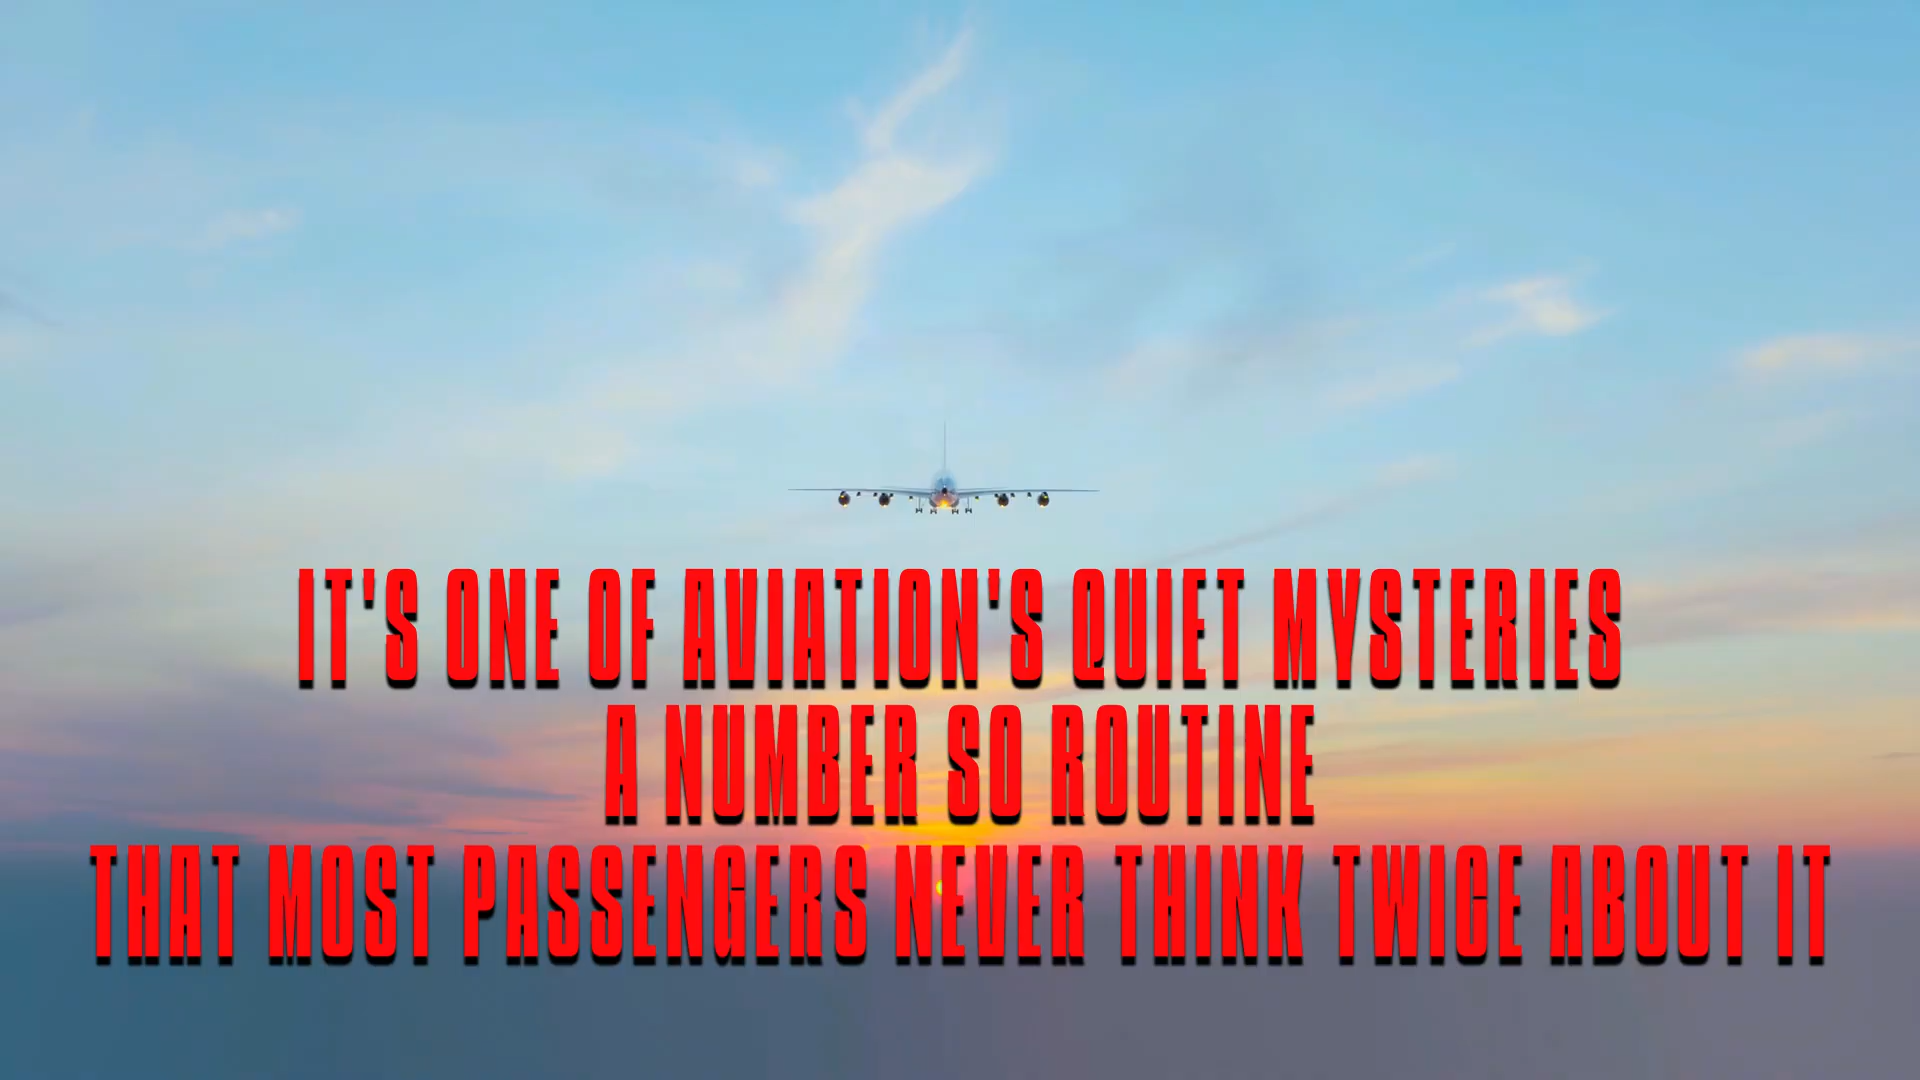 IT'S ONE OF AVIATION'S QUIET MYSTERIES
A NUMBER SO ROUTINE
THAT MOST PASSENGERS NEVER THINK TWICE ABOUT IT